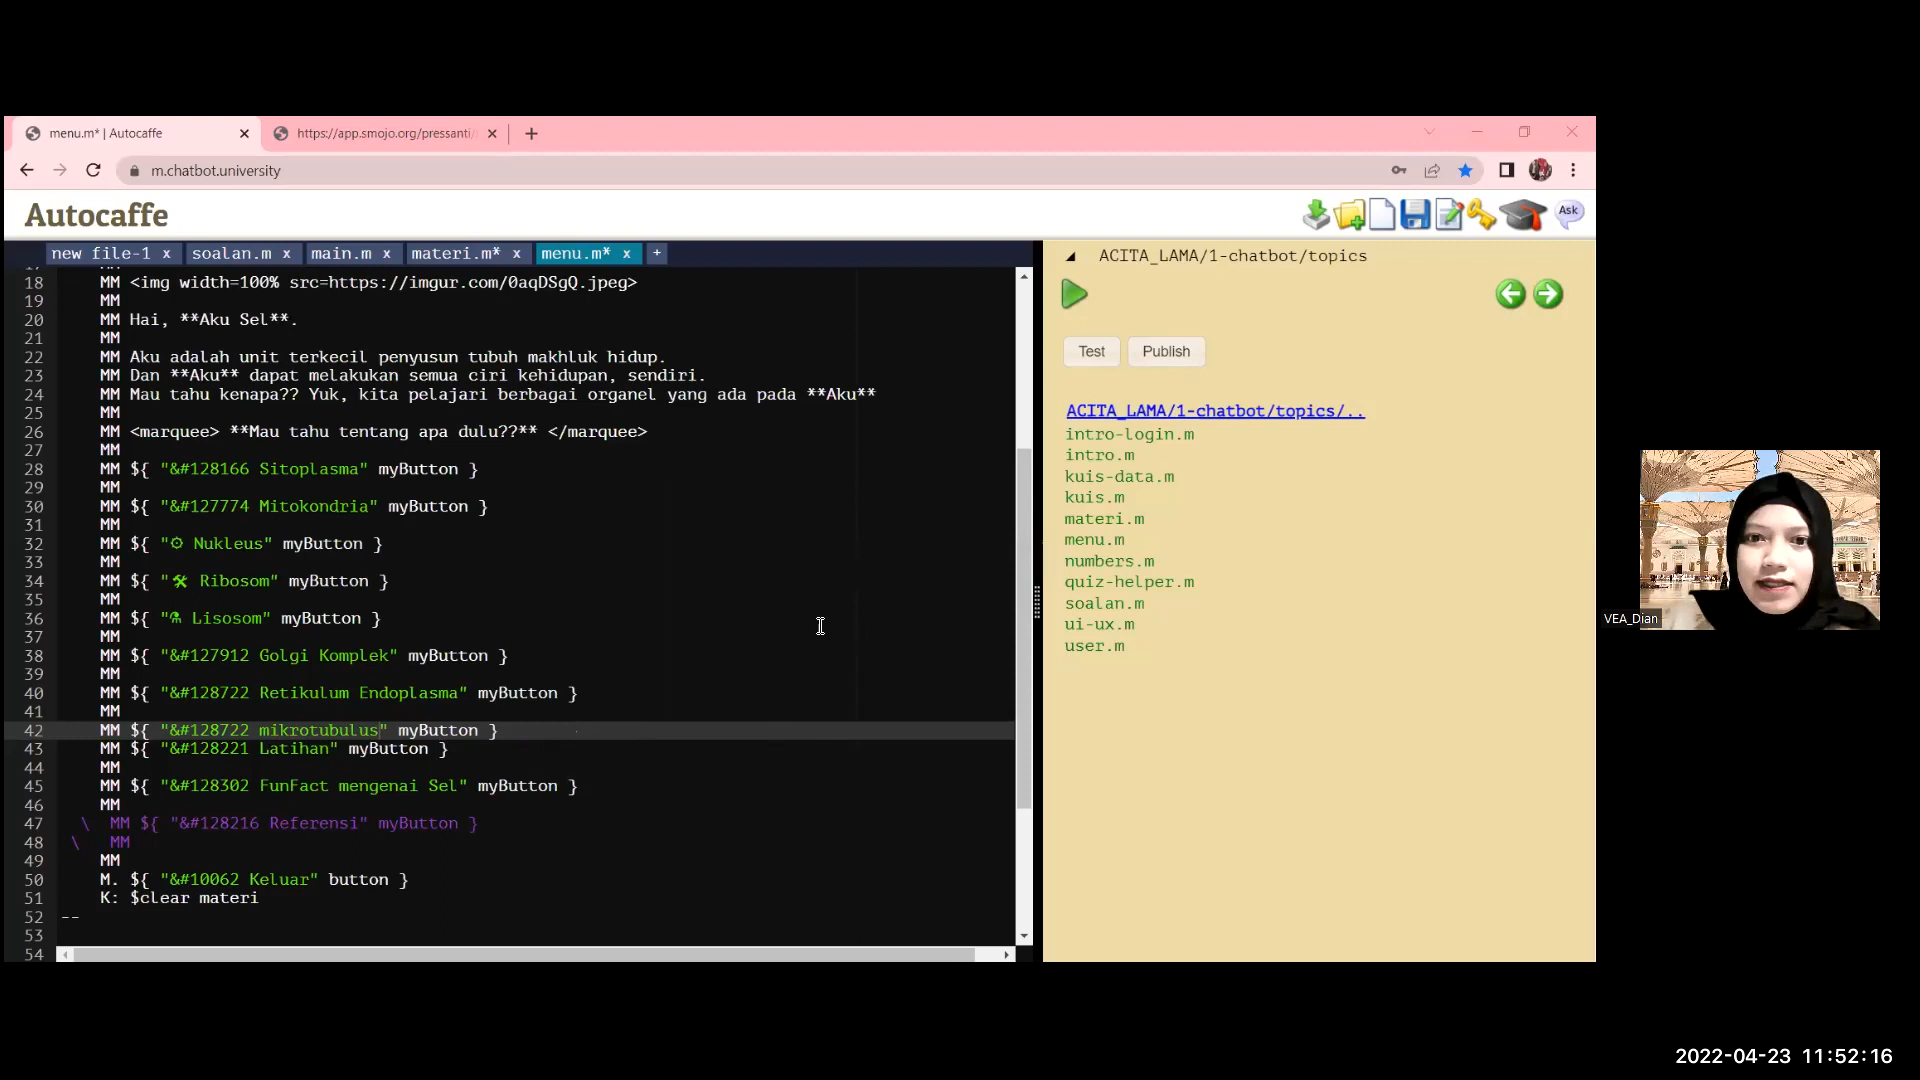 menu.m* | Autocaffe
https://app.smojo.org/pressanti/
m.chatbot.university
Autocaffe
Ask
new file-1 x
soalan.m x
main.m x
materi.m* x
menu.m* x
+
18 MM <img width=100% src=https://imgur.com/0aqDSgQ.jpeg>
19 MM
20 MM Hai, **Aku Sel**.
21 MM
22 MM Aku adalah unit terkecil penyusun tubuh makhluk hidup.
23 MM Dan **Aku** dapat melakukan semua ciri kehidupan, sendiri.
24 MM Mau tahu kenapa?? Yuk, kita pelajari berbagai organel yang ada pada **Aku**
25 MM
26 MM <marquee> **Mau tahu tentang apa dulu??** </marquee>
27 MM
28 MM ${ "&#128166 Sitoplasma" myButton }
29 MM
30 MM ${ "&#127774 Mitokondria" myButton }
31 MM
32 MM ${ "⚙ Nukleus" myButton }
33 MM
34 MM ${ "🛠 Ribosom" myButton }
35 MM
36 MM ${ "⚗ Lisosom" myButton }
37 MM
38 MM ${ "&#127912 Golgi Komplek" myButton }
39 MM
40 MM ${ "&#128722 Retikulum Endoplasma" myButton }
41 MM
42 MM ${ "&#128722 mikrotubulus" myButton }
43 MM ${ "&#128221 Latihan" myButton }
44 MM
45 MM ${ "&#128302 FunFact mengenai Sel" myButton }
46 MM
47 \ MM ${ "&#128216 Referensi" myButton }
48 \ MM
49 MM
50 M. ${ "&#10062 Keluar" button }
51 K: $clear materi
52 --
53
54
ACITA_LAMA/1-chatbot/topics
Test
Publish
ACITA_LAMA/1-chatbot/topics/..
intro-login.m
intro.m
kuis-data.m
kuis.m
materi.m
menu.m
numbers.m
quiz-helper.m
soalan.m
ui-ux.m
user.m
VEA_Dian
2022-04-23 11:52:16